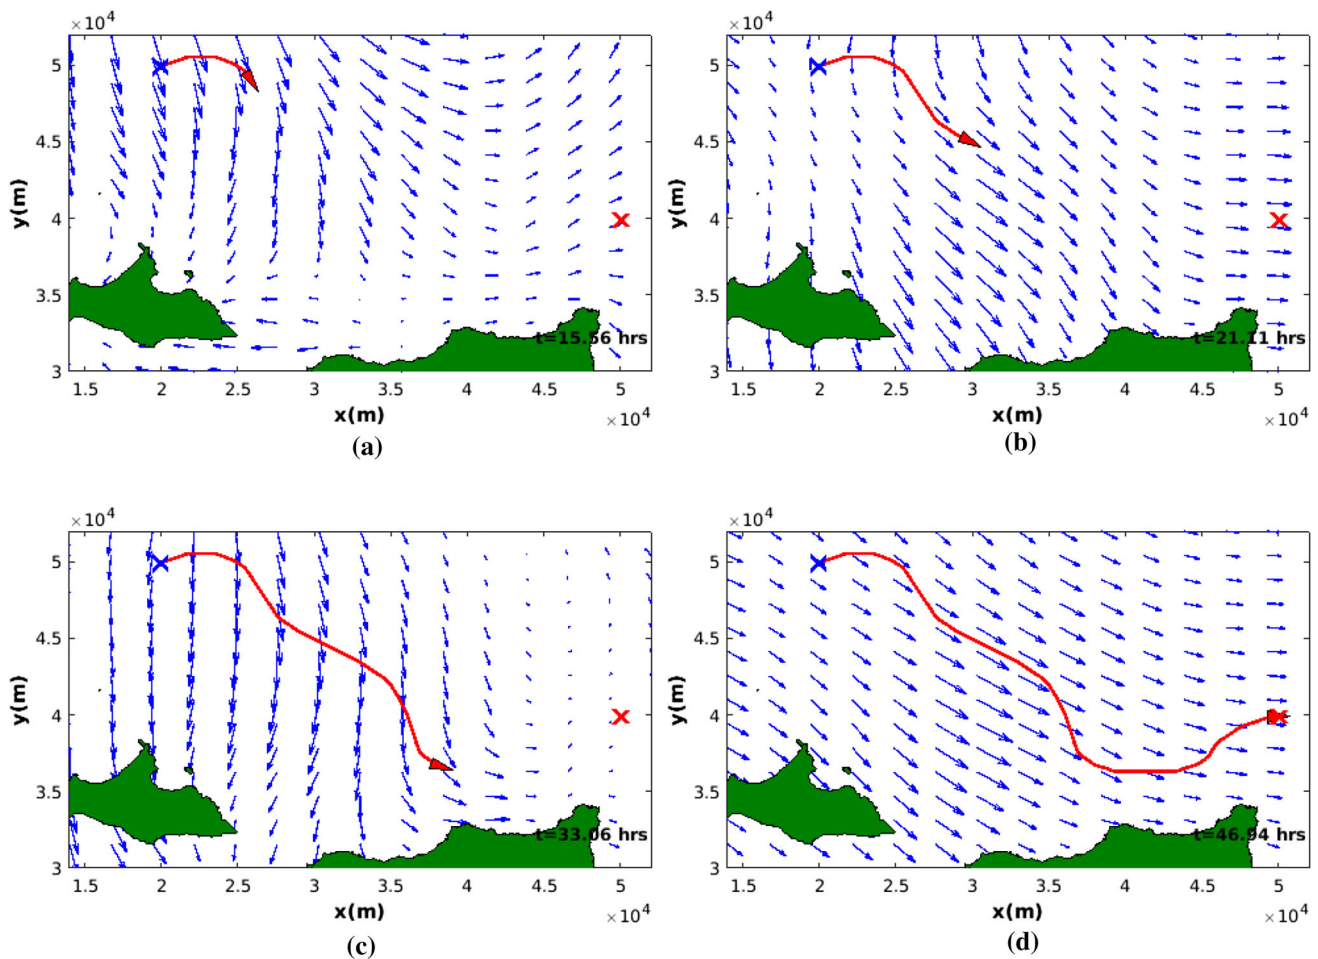 ×10⁴ ×10⁴
5 5
4.5 4.5
y(m) y(m)
4 4
3.5 3.5
t=15.56 hrs t=21.11 hrs
3 3
1.5 2 2.5 3 3.5 4 4.5 5 1.5 2 2.5 3 3.5 4 4.5 5
x(m) ×10⁴ x(m) ×10⁴
(a) (b)
×10⁴ ×10⁴
5 5
4.5 4.5
y(m) y(m)
4 4
3.5 3.5
t=33.06 hrs t=46.94 hrs
3 3
1.5 2 2.5 3 3.5 4 4.5 5 1.5 2 2.5 3 3.5 4 4.5 5
x(m) ×10⁴ x(m) ×10⁴
(c) (d)